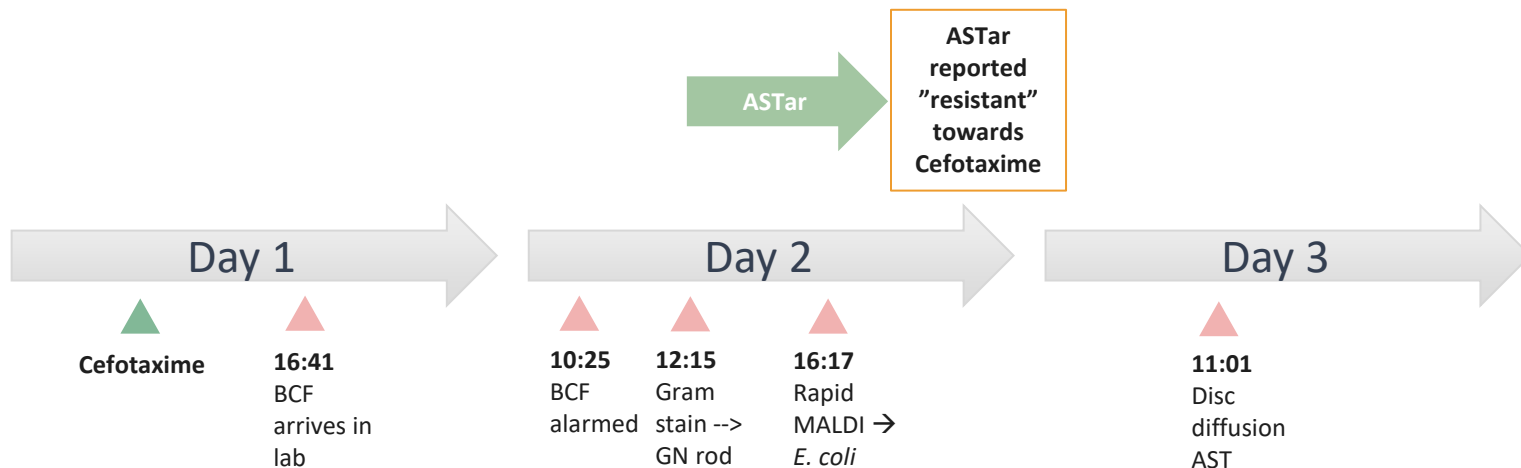 ASTar
ASTar
reported
”resistant”
towards
Cefotaxime
Day 1
Day 2
Day 3
Cefotaxime
16:41
BCF
arrives in
lab
10:25
BCF
alarmed
12:15
Gram
stain -->
GN rod
16:17
Rapid
MALDI →
E. coli
11:01
Disc
diffusion
AST